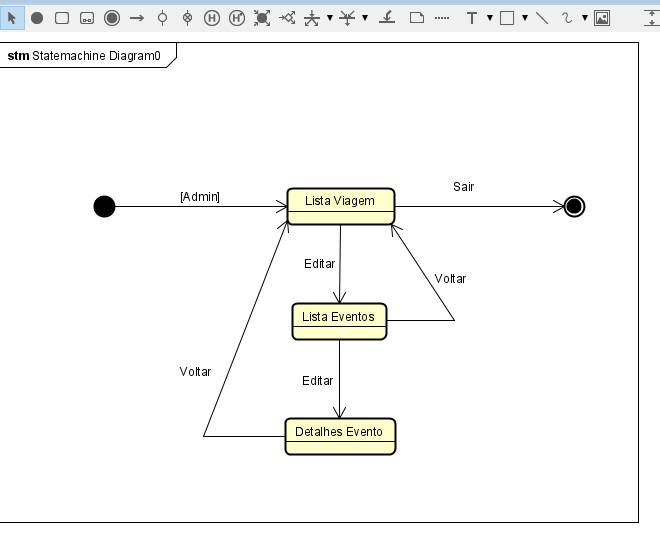 stm Statemachine Diagram0
[Admin]
Lista Viagem
Sair
Editar
Voltar
Lista Eventos
Voltar
Editar
Detalhes Evento